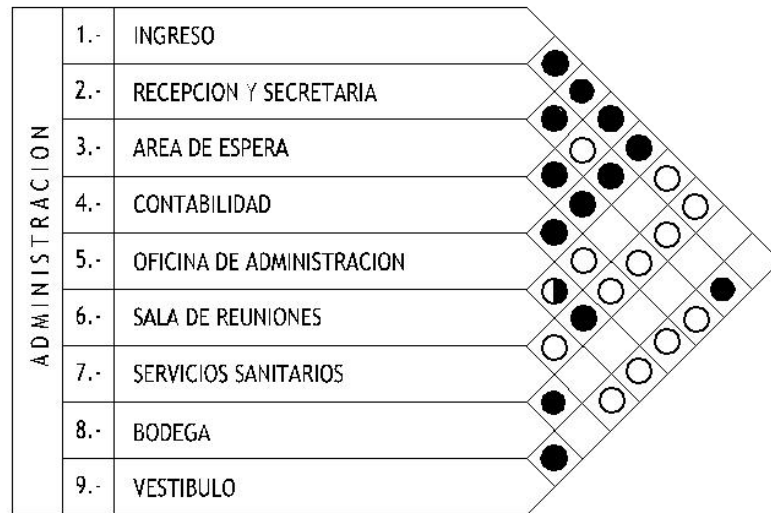 ADMINISTRACION
1.- INGRESO
2.- RECEPCION Y SECRETARIA
3.- AREA DE ESPERA
4.- CONTABILIDAD
5.- OFICINA DE ADMINISTRACION
6.- SALA DE REUNIONES
7.- SERVICIOS SANITARIOS
8.- BODEGA
9.- VESTIBULO